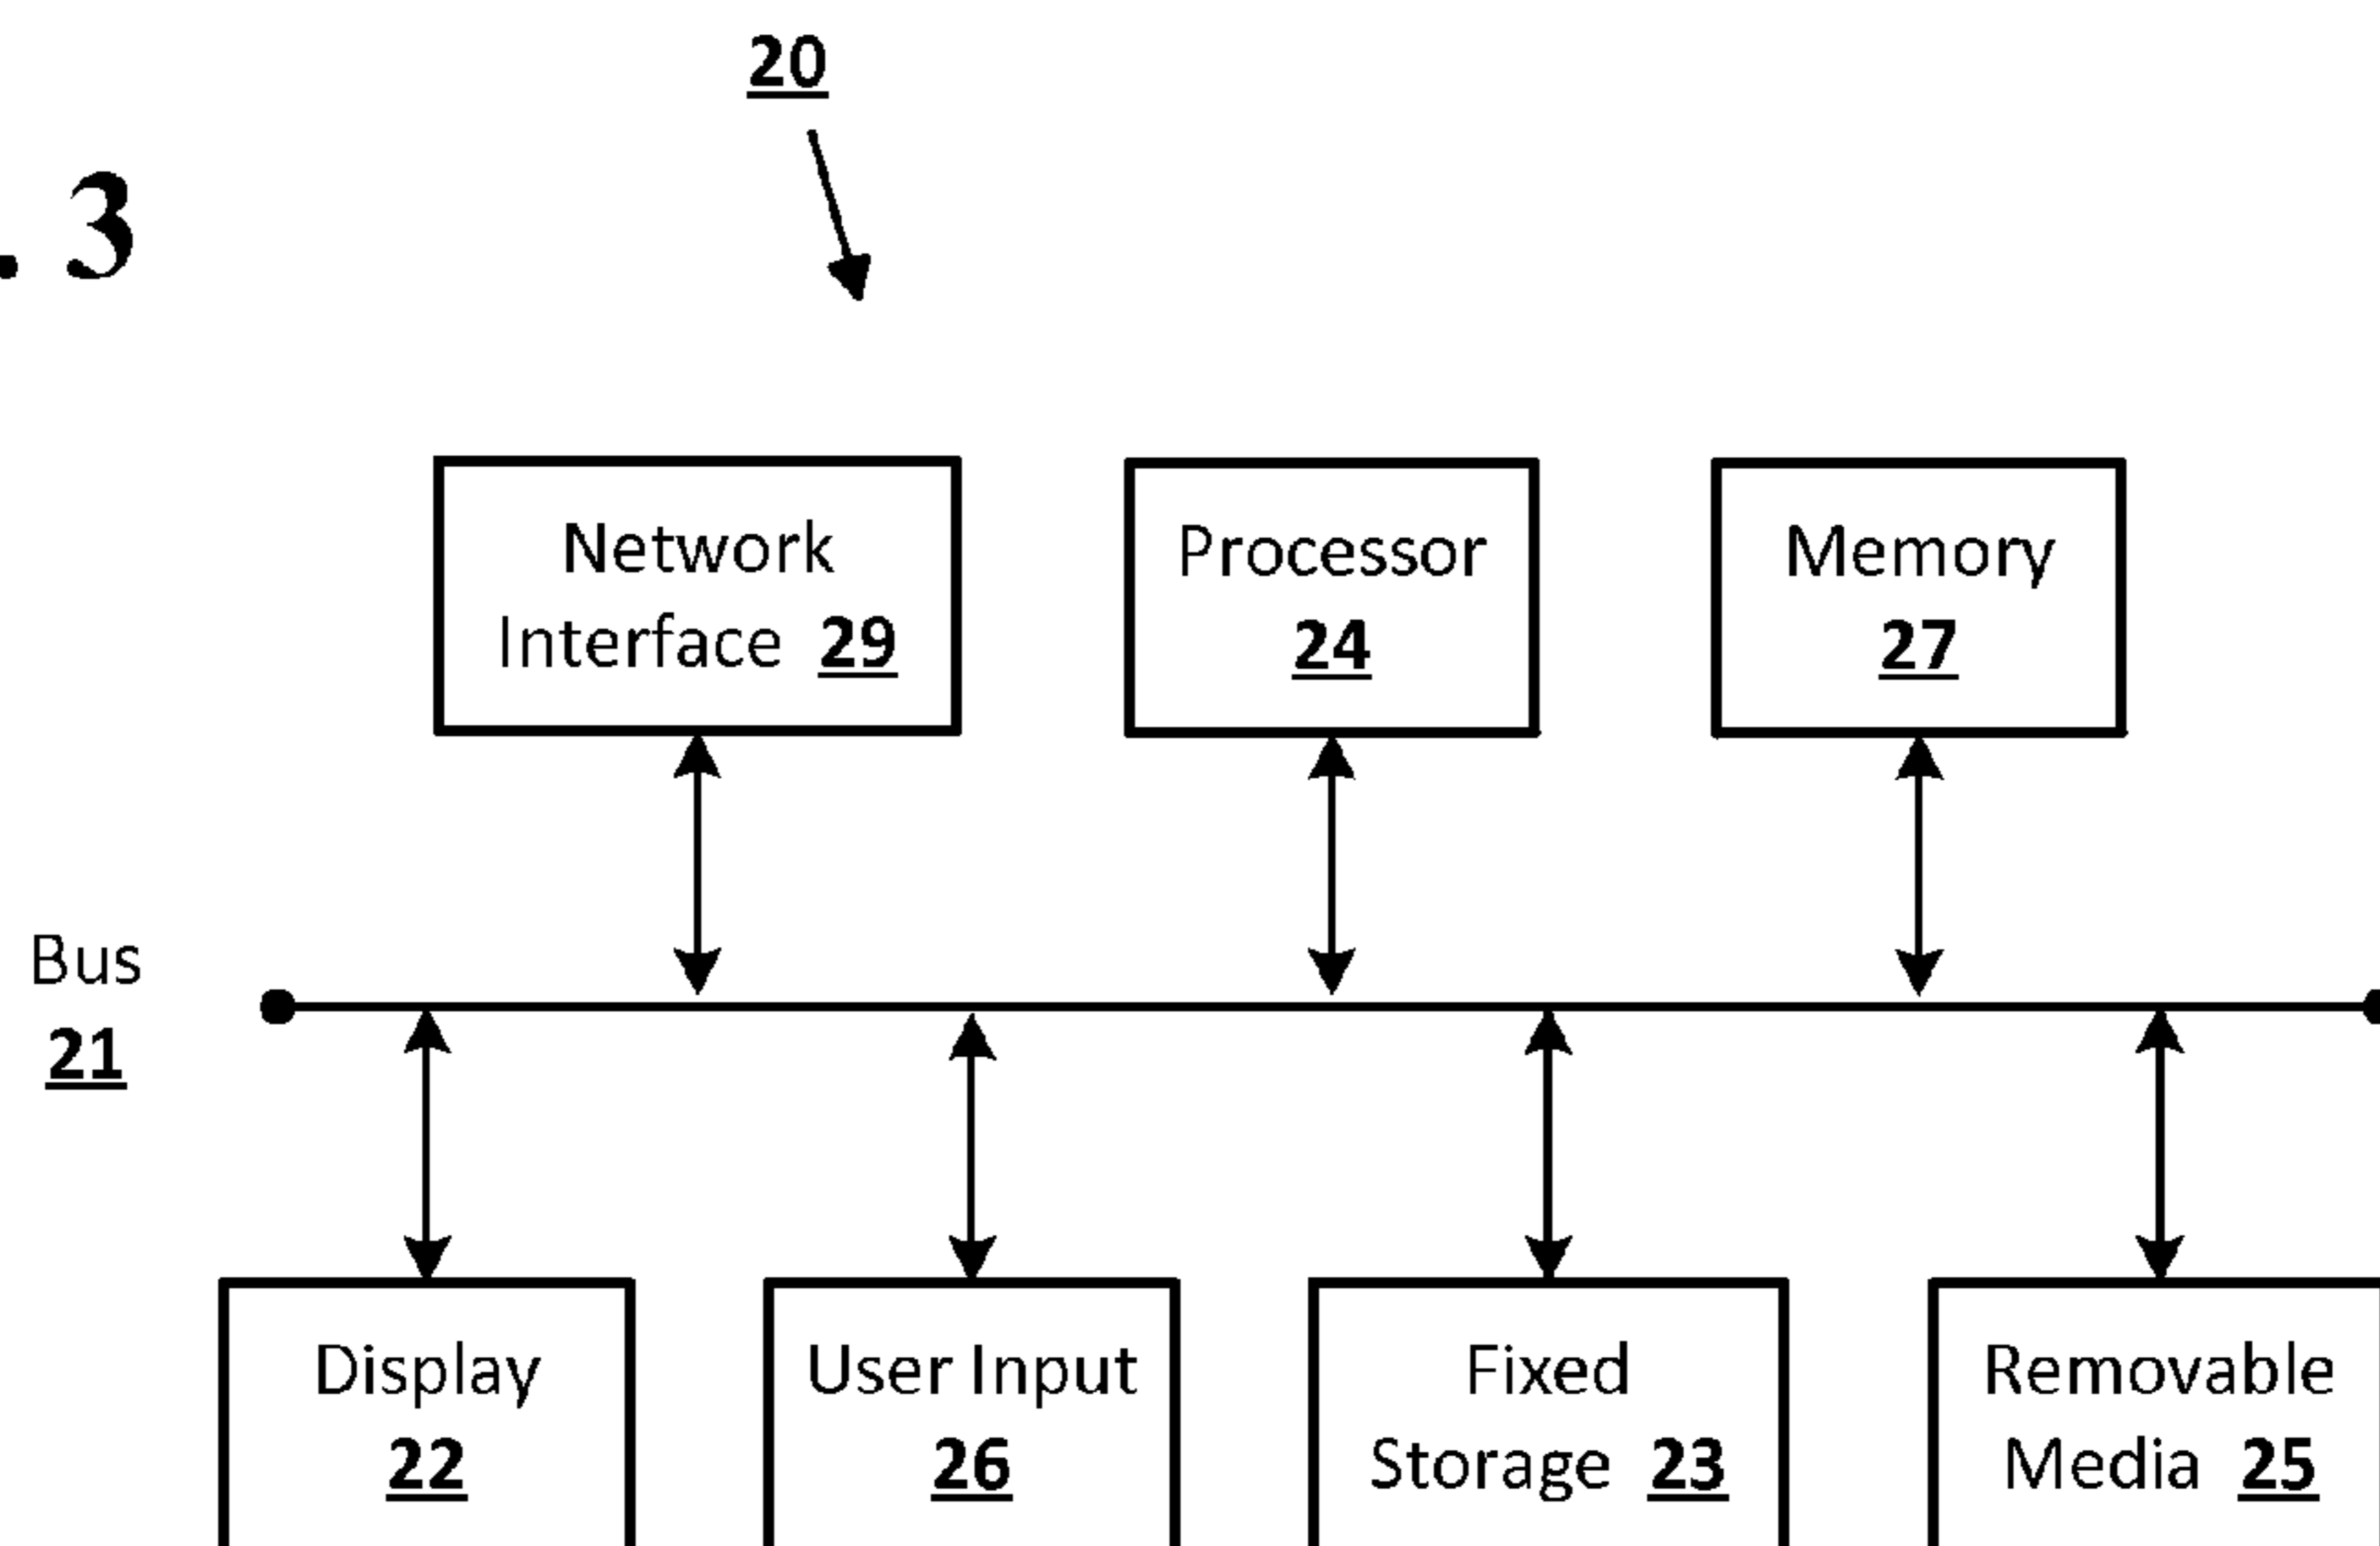 20
. 3
Network
Interface 29
Processor
24
Memory
27
Bus
21
Display
22
User Input
26
Fixed
Storage 23
Removable
Media 25